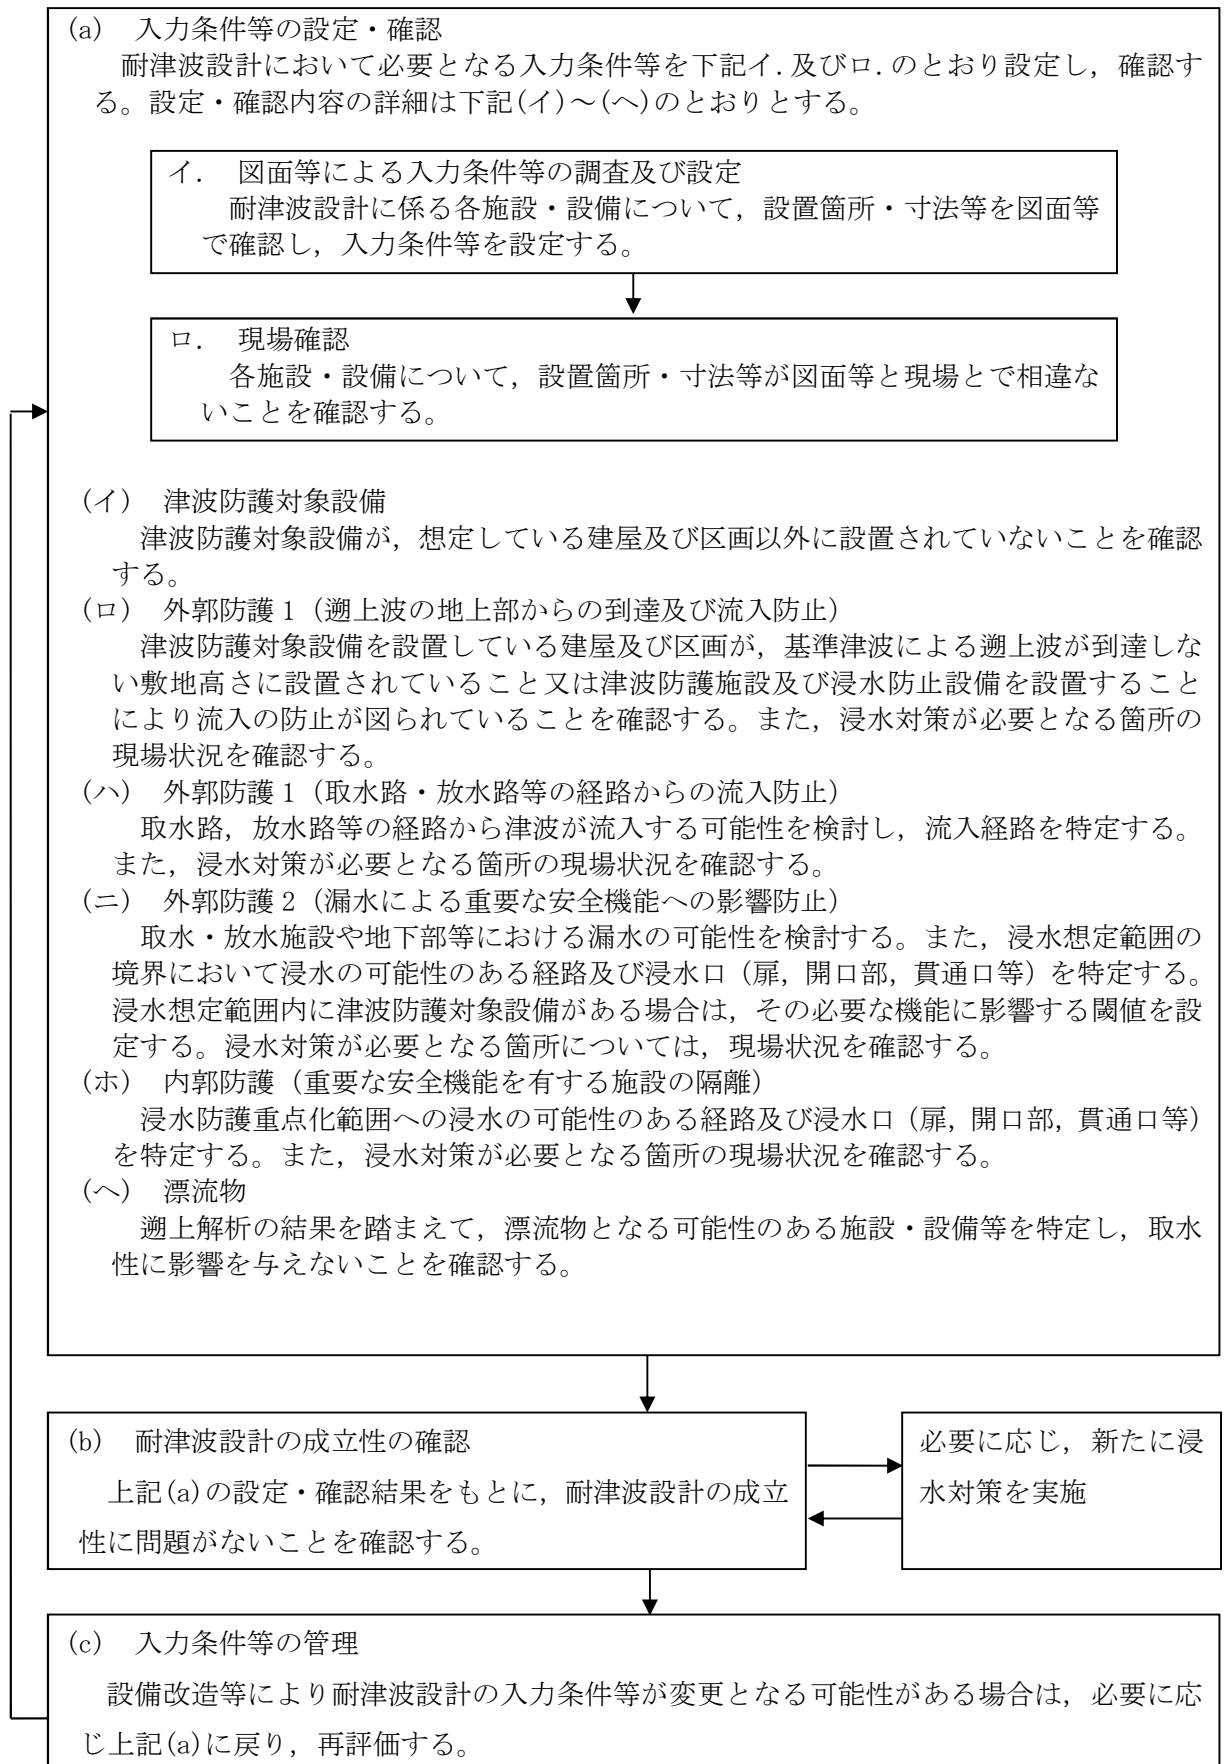 (a)　入力条件等の設定・確認
耐津波設計において必要となる入力条件等を下記イ.及びロ.のとおり設定し，確認す
る。設定・確認内容の詳細は下記(イ)～(ヘ)のとおりとする。
イ.　図面等による入力条件等の調査及び設定
耐津波設計に係る各施設・設備について，設置箇所・寸法等を図面等
で確認し，入力条件等を設定する。
ロ.　現場確認
各施設・設備について，設置箇所・寸法等が図面等と現場とで相違な
いことを確認する。
(イ)　津波防護対象設備
津波防護対象設備が，想定している建屋及び区画以外に設置されていないことを確認
する。
(ロ)　外郭防護１（遡上波の地上部からの到達及び流入防止）
津波防護対象設備を設置している建屋及び区画が，基準津波による遡上波が到達しな
い敷地高さに設置されていること又は津波防護施設及び浸水防止設備を設置すること
により流入の防止が図られていることを確認する。また，浸水対策が必要となる箇所の
現場状況を確認する。
(ハ)　外郭防護１（取水路・放水路等の経路からの流入防止）
取水路，放水路等の経路から津波が流入する可能性を検討し，流入経路を特定する。
また，浸水対策が必要となる箇所の現場状況を確認する。
(ニ)　外郭防護２（漏水による重要な安全機能への影響防止）
取水・放水施設や地下部等における漏水の可能性を検討する。また，浸水想定範囲の
境界において浸水の可能性のある経路及び浸水口（扉，開口部，貫通口等）を特定する。
浸水想定範囲内に津波防護対象設備がある場合は，その必要な機能に影響する閾値を設
定する。浸水対策が必要となる箇所については，現場状況を確認する。
(ホ)　内郭防護（重要な安全機能を有する施設の隔離）
浸水防護重点化範囲への浸水の可能性のある経路及び浸水口（扉，開口部，貫通口等）
を特定する。また，浸水対策が必要となる箇所の現場状況を確認する。
(ヘ)　漂流物
遡上解析の結果を踏まえて，漂流物となる可能性のある施設・設備等を特定し，取水
性に影響を与えないことを確認する。
(b)　耐津波設計の成立性の確認
上記(a)の設定・確認結果をもとに，耐津波設計の成立
性に問題がないことを確認する。
必要に応じ，新たに浸
水対策を実施
(c)　入力条件等の管理
設備改造等により耐津波設計の入力条件等が変更となる可能性がある場合は，必要に応
じ上記(a)に戻り，再評価する。